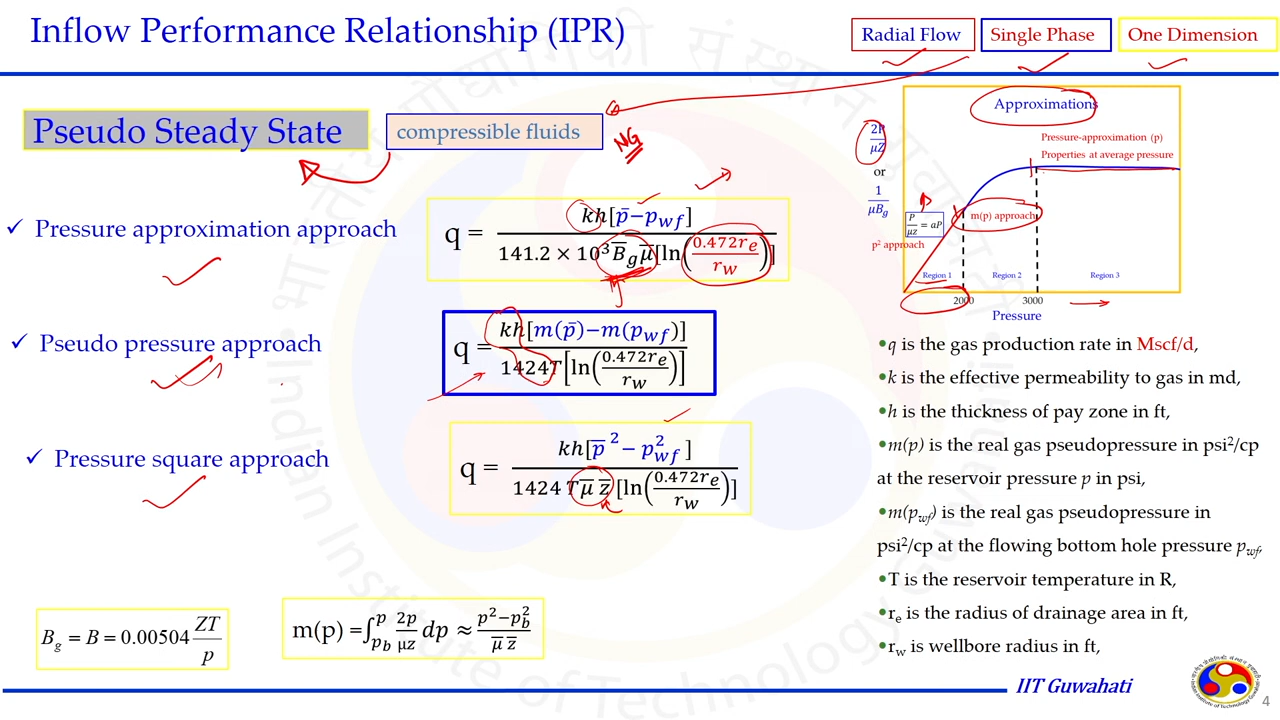 Inflow Performance Relationship (IPR)
Radial Flow
Single Phase
One Dimension
Pseudo Steady State
compressible fluids
NG
✓ Pressure approximation approach
q = kh[p̅−p_wf] / 141.2 × 10³B̅_g μ̅[ln(0.472r_e/r_w)]
✓ Pseudo pressure approach
q = kh[m(p̅)−m(p_wf)] / 1424T[ln(0.472r_e/r_w)]
✓ Pressure square approach
q = kh[p̅² − p²_wf] / 1424 T μ̅ z̅ [ln(0.472r_e/r_w)]
B_g = B = 0.00504 ZT/p
m(p) = ∫_{p_b}^{p} 2p/μz dp ≈ p²−p_b²/μ̅ z̅
Approximations
2P/μZ
or
1/μB_g
Pressure-approximation (p)
Properties at average pressure
m(p) approach
P/μz = aP
p² approach
Region 1
Region 2
Region 3
2000
3000
Pressure
•q is the gas production rate in Mscf/d,
•k is the effective permeability to gas in md,
•h is the thickness of pay zone in ft,
•m(p) is the real gas pseudopressure in psi²/cp
at the reservoir pressure p in psi,
•m(p_wf) is the real gas pseudopressure in
psi²/cp at the flowing bottom hole pressure p_wf,
•T is the reservoir temperature in R,
•r_e is the radius of drainage area in ft,
•r_w is wellbore radius in ft,
IIT Guwahati
4
Indian Institute of Technology Guwahati